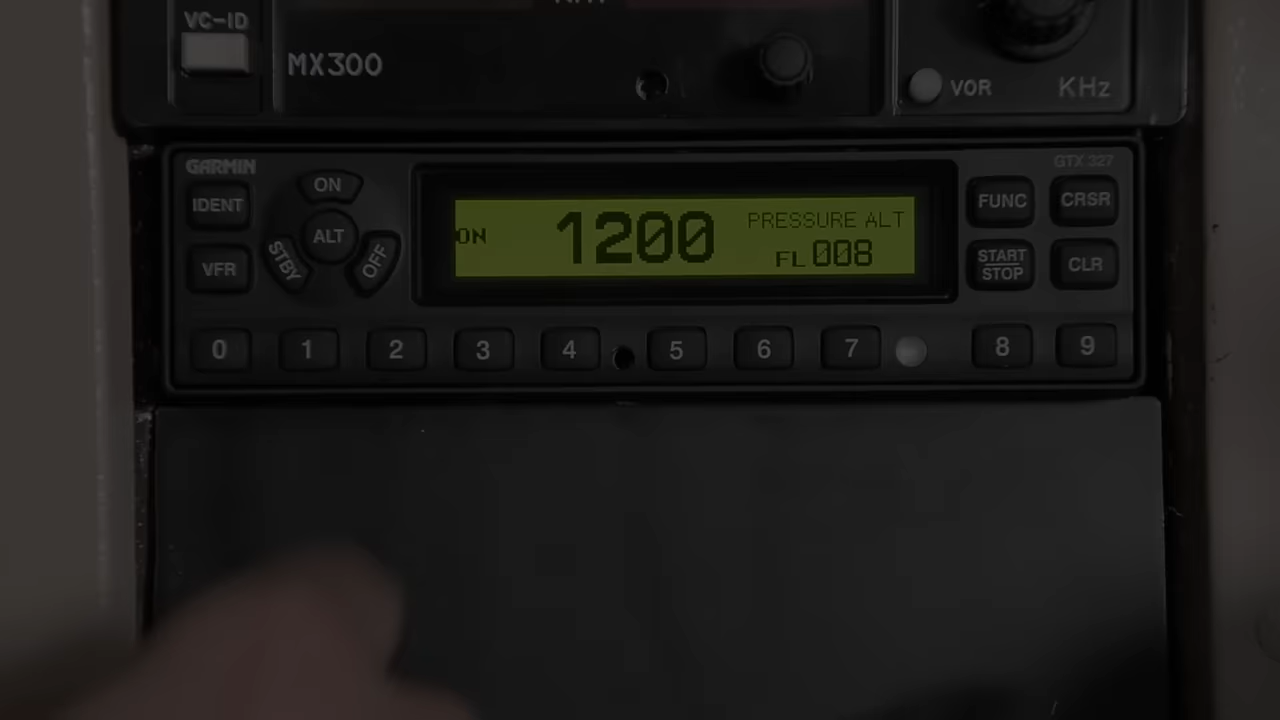 VC-ID
MX300
VOR
KHz
GARMIN
GTX 327
IDENT
ON
FUNC
CRSR
ALT
VFR
STBY
OFF
START
STOP
CLR
ON
1200
PRESSURE ALT
FL 008
0 1 2 3 4 5 6 7 8 9